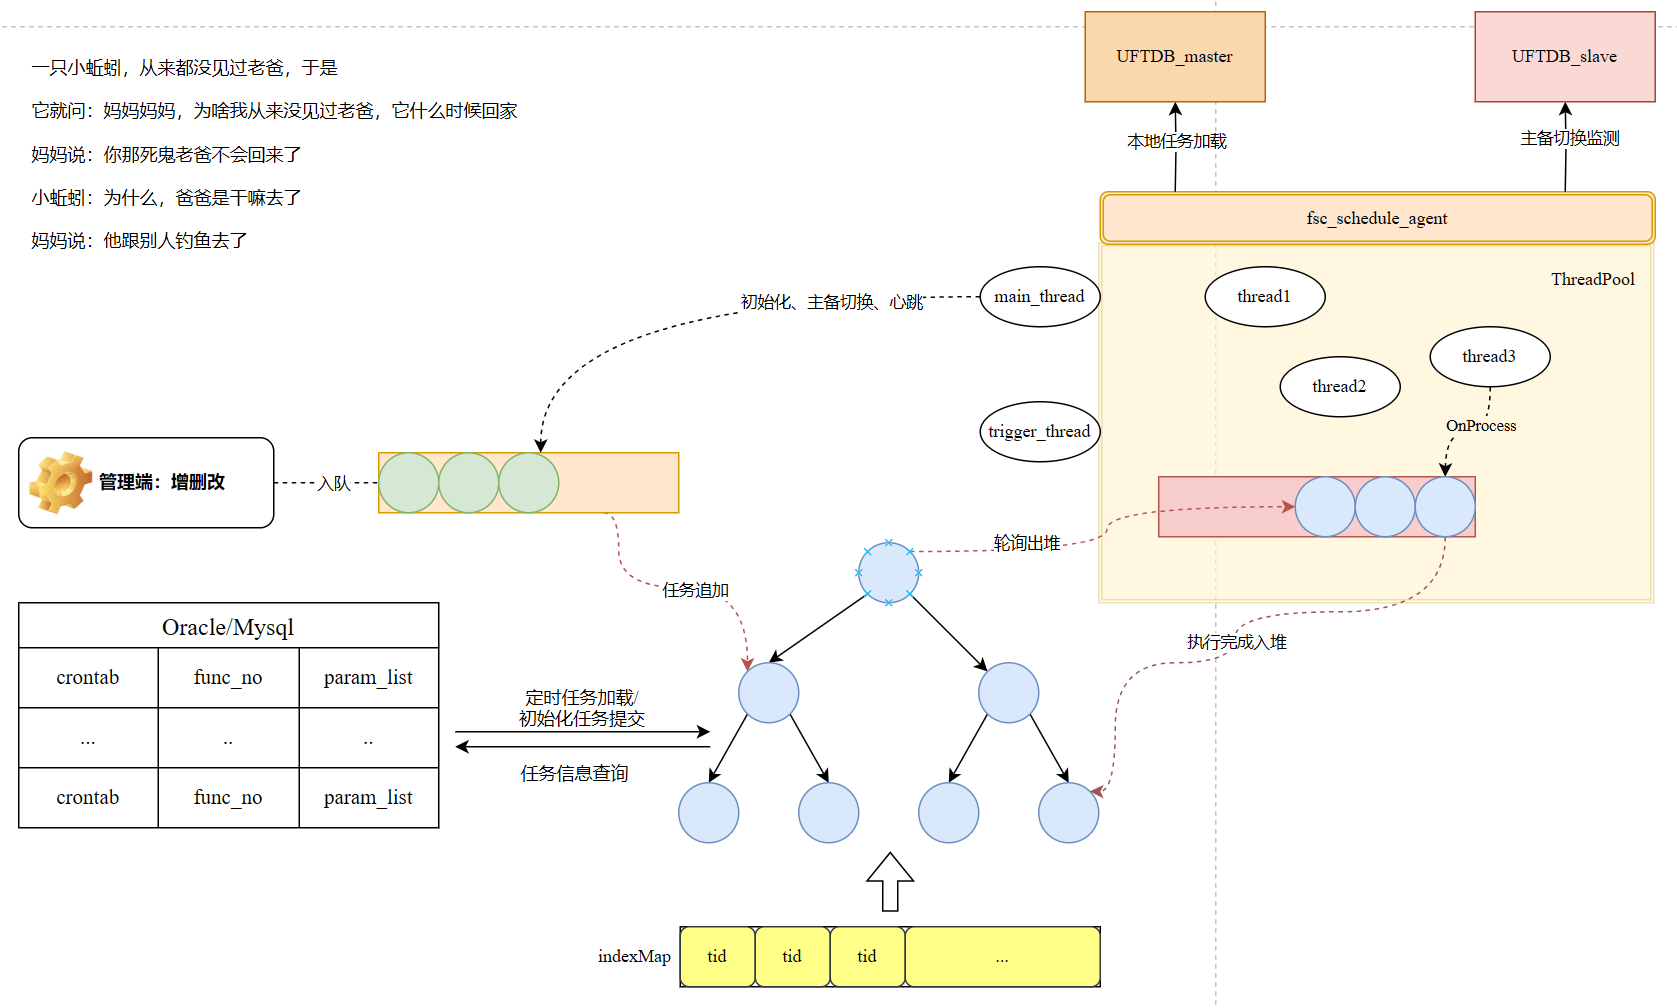 一只小蚯蚓，从来都没见过老爸，于是
它就问：妈妈妈妈，为啥我从来没见过老爸，它什么时候回家
妈妈说：你那死鬼老爸不会回来了
小蚯蚓：为什么，爸爸是干嘛去了
妈妈说：他跟别人钓鱼去了
UFTDB_master
UFTDB_slave
本地任务加载
主备切换监测
fsc_schedule_agent
ThreadPool
main_thread
thread1
初始化、主备切换、心跳
thread3
thread2
OnProcess
trigger_thread
管理端：增删改
入队
轮询出堆
任务追加
执行完成入堆
Oracle/Mysql
crontab
func_no
param_list
...
..
..
crontab
func_no
param_list
定时任务加载/
初始化任务提交
任务信息查询
indexMap
tid
tid
tid
...